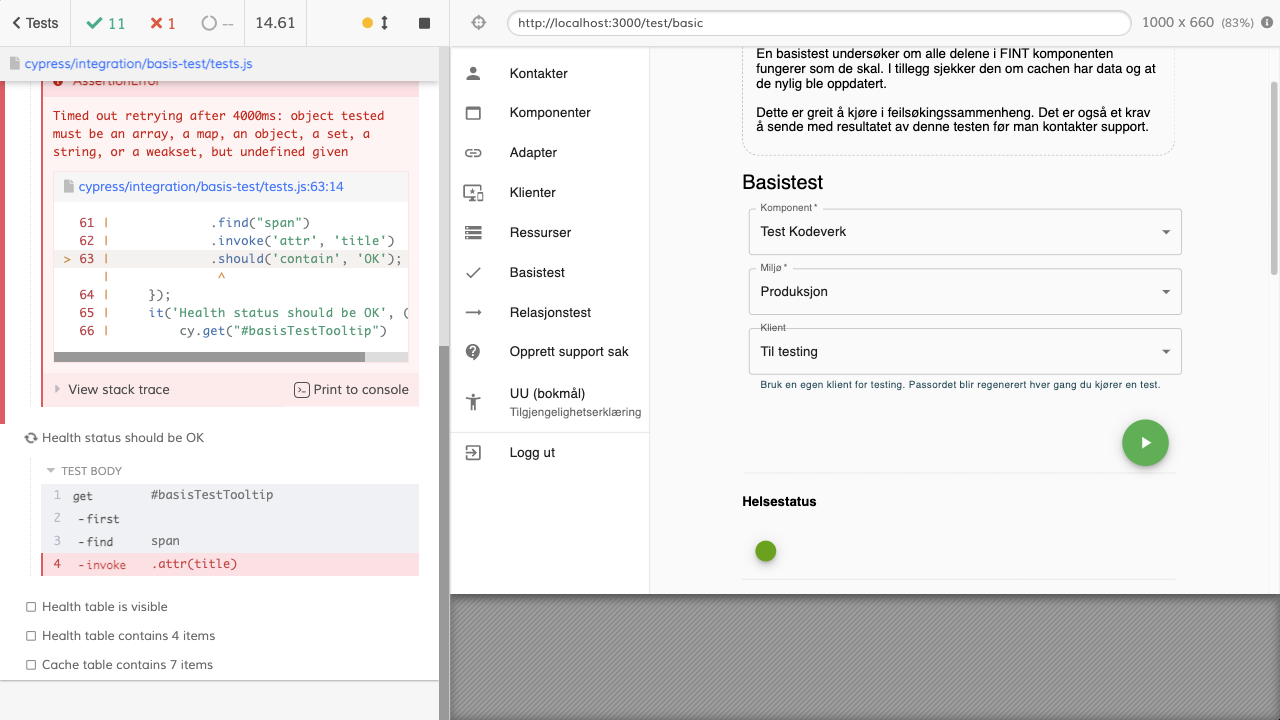 Tests
11
1
--
14.61
http://localhost:3000/test/basic
1000 x 660 (83%)
cypress/integration/basis-test/tests.js
AssertionError
Timed out retrying after 4000ms: object tested
must be an array, a map, an object, a set, a
string, or a weakset, but undefined given
cypress/integration/basis-test/tests.js:63:14
61 | .find("span")
62 | .invoke('attr', 'title')
> 63 | .should('contain', 'OK');
| ^
64 | });
65 | it('Health status should be OK', (
66 | cy.get("#basisTestTooltip")
View stack trace
Print to console
Health status should be OK
TEST BODY
1 get #basisTestTooltip
2 -first
3 -find span
4 -invoke .attr(title)
Health table is visible
Health table contains 4 items
Cache table contains 7 items
Kontakter
Komponenter
Adapter
Klienter
Ressurser
Basistest
Relasjonstest
Opprett support sak
UU (bokmål)
Tilgjengelighetserklæring
Logg ut
En basistest undersøker om alle delene i FINT komponenten
fungerer som de skal. I tillegg sjekker den om cachen har data og at
de nylig ble oppdatert.
Dette er greit å kjøre i feilsøkingssammenheng. Det er også et krav
å sende med resultatet av denne testen før man kontakter support.
Basistest
Komponent *
Test Kodeverk
Miljø *
Produksjon
Klient
Til testing
Bruk en egen klient for testing. Passordet blir regenerert hver gang du kjører en test.
Helsestatus